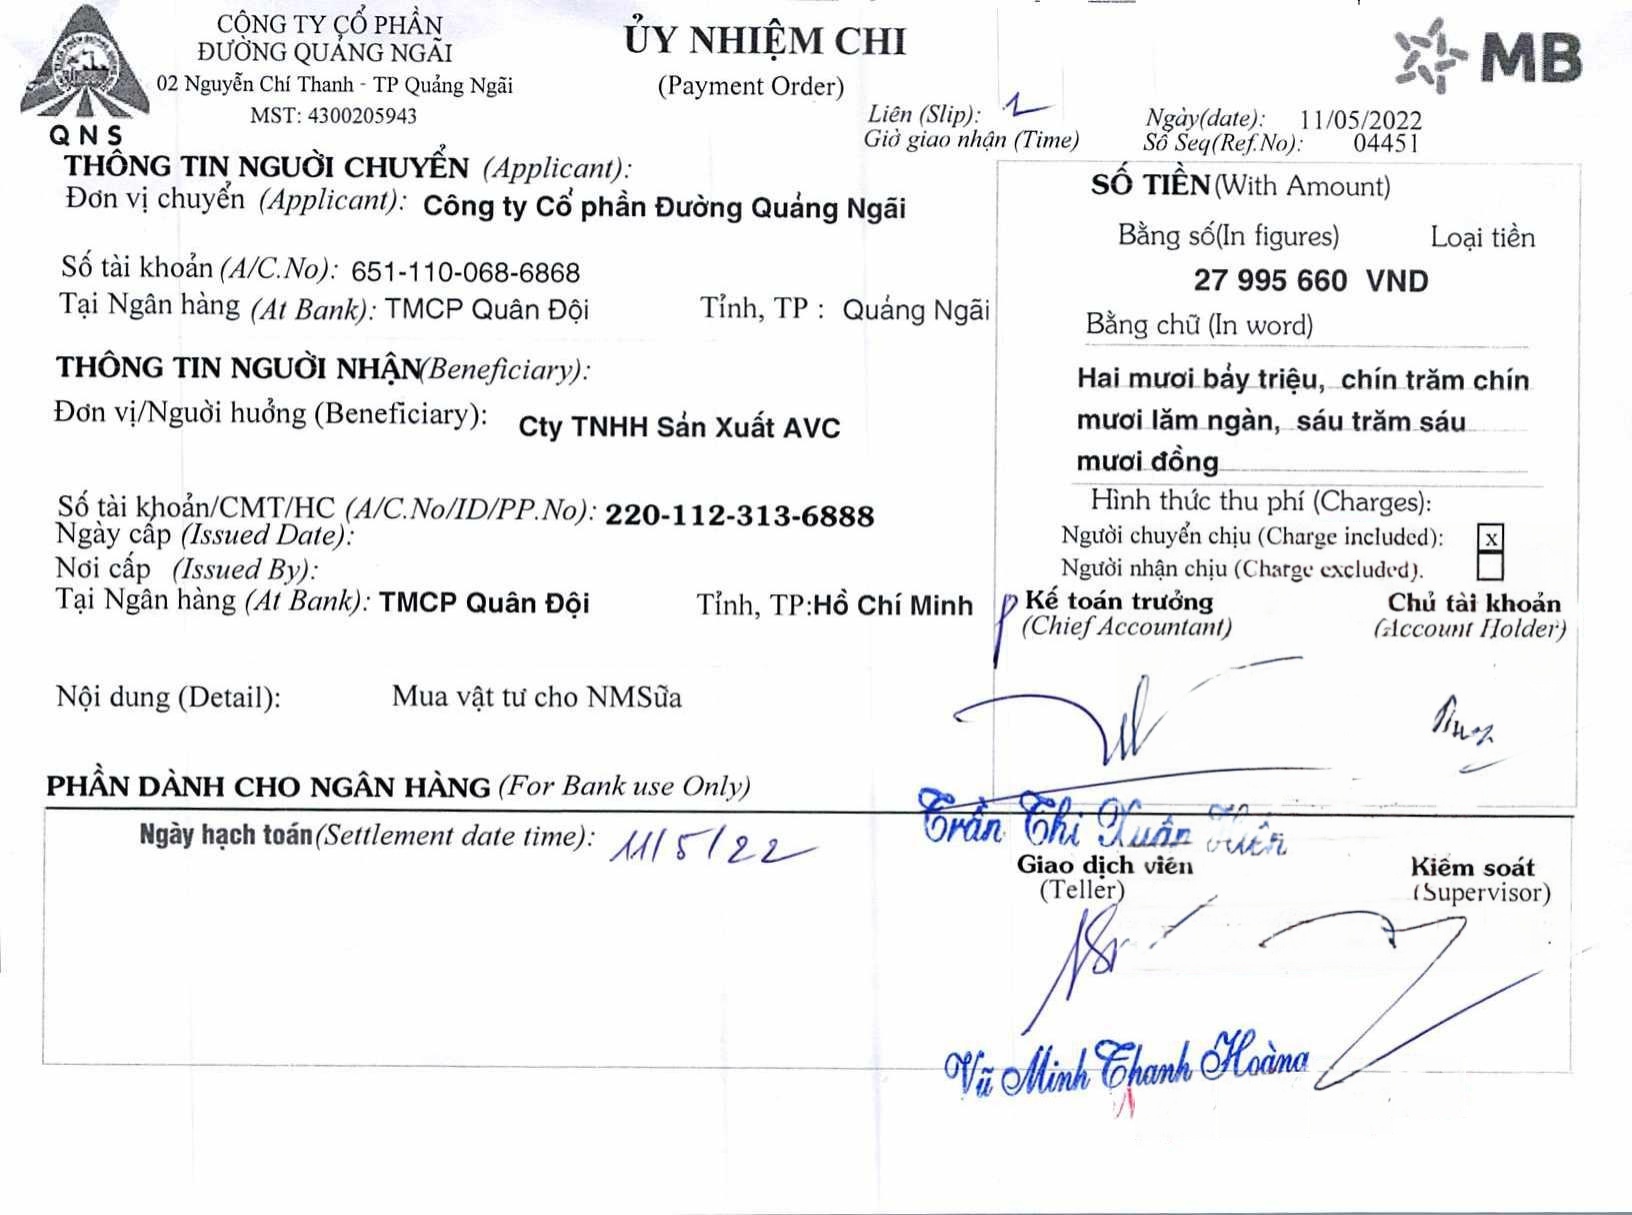 CÔNG TY CỔ PHẦN
ĐƯỜNG QUẢNG NGÃI
02 Nguyễn Chí Thanh - TP Quảng Ngãi
MST: 4300205943
QNS
ỦY NHIỆM CHI
(Payment Order)
MB
Liên (Slip): 2
Giờ giao nhận (Time)
Ngày(date): 11/05/2022
Số Seq(Ref.No): 04451
THÔNG TIN NGƯỜI CHUYỂN (Applicant):
Đơn vị chuyển (Applicant): Công ty Cổ phần Đường Quảng Ngãi
Số tài khoản (A/C.No): 651-110-068-6868
Tại Ngân hàng (At Bank): TMCP Quân Đội Tỉnh, TP : Quảng Ngãi
THÔNG TIN NGƯỜI NHẬN(Beneficiary):
Đơn vị/Người hưởng (Beneficiary): Cty TNHH Sản Xuất AVC
Số tài khoản/CMT/HC (A/C.No/ID/PP.No): 220-112-313-6888
Ngày cấp (Issued Date):
Nơi cấp (Issued By):
Tại Ngân hàng (At Bank): TMCP Quân Đội Tỉnh, TP:Hồ Chí Minh
Nội dung (Detail): Mua vật tư cho NMSữa
SỐ TIỀN(With Amount)
Bằng số(In figures) Loại tiền
27 995 660 VND
Bằng chữ (In word)
Hai mươi bảy triệu, chín trăm chín
mươi lăm ngàn, sáu trăm sáu
mươi đồng
Hình thức thu phí (Charges):
Người chuyển chịu (Charge included): x
Người nhận chịu (Charge excluded).
Kế toán trưởng Chủ tài khoản
(Chief Accountant) (Account Holder)
Trần Thị Xuân Hiển
PHẦN DÀNH CHO NGÂN HÀNG (For Bank use Only)
Ngày hạch toán(Settlement date time): 11/5/22
Giao dịch viên Kiểm soát
(Teller) (Supervisor)
Vũ Minh Thanh Hoàng